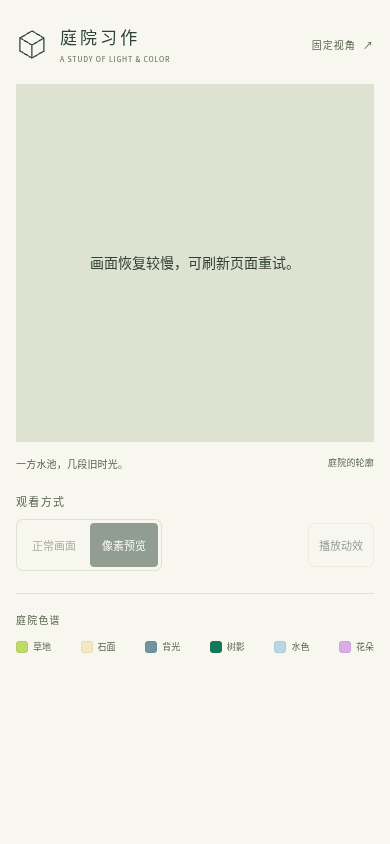 庭院习作
A STUDY OF LIGHT & COLOR
固定视角 ↗
画面恢复较慢，可刷新页面重试。
一方水池，几段旧时光。
庭院的轮廓
观看方式
正常画面
像素预览
播放动效
庭院色谱
草地
石面
背光
树影
水色
花朵